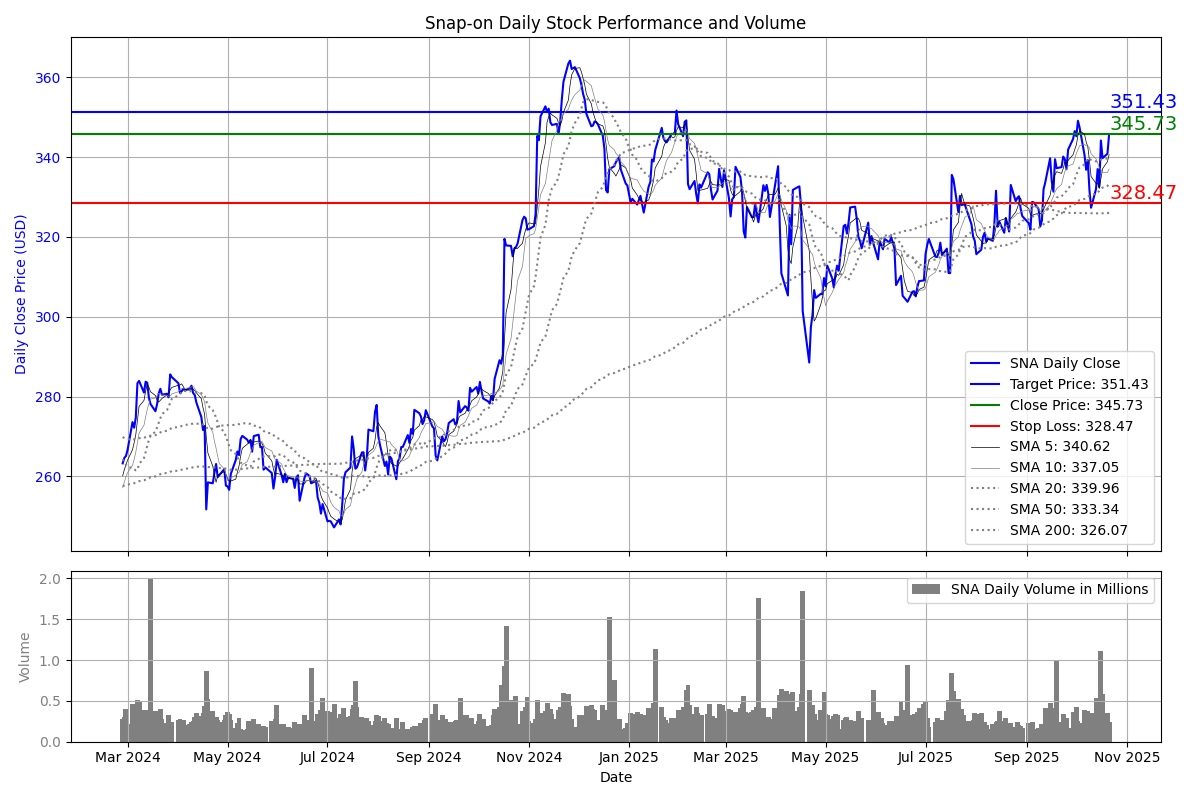 Snap-on Daily Stock Performance and Volume
Daily Close Price (USD)
360
340
320
300
280
260
351.43
345.73
328.47
SNA Daily Close
Target Price: 351.43
Close Price: 345.73
Stop Loss: 328.47
SMA 5: 340.62
SMA 10: 337.05
SMA 20: 339.96
SMA 50: 333.34
SMA 200: 326.07
Volume
2.0
1.5
1.0
0.5
0.0
SNA Daily Volume in Millions
Mar 2024 May 2024 Jul 2024 Sep 2024 Nov 2024 Jan 2025 Mar 2025 May 2025 Jul 2025 Sep 2025 Nov 2025
Date